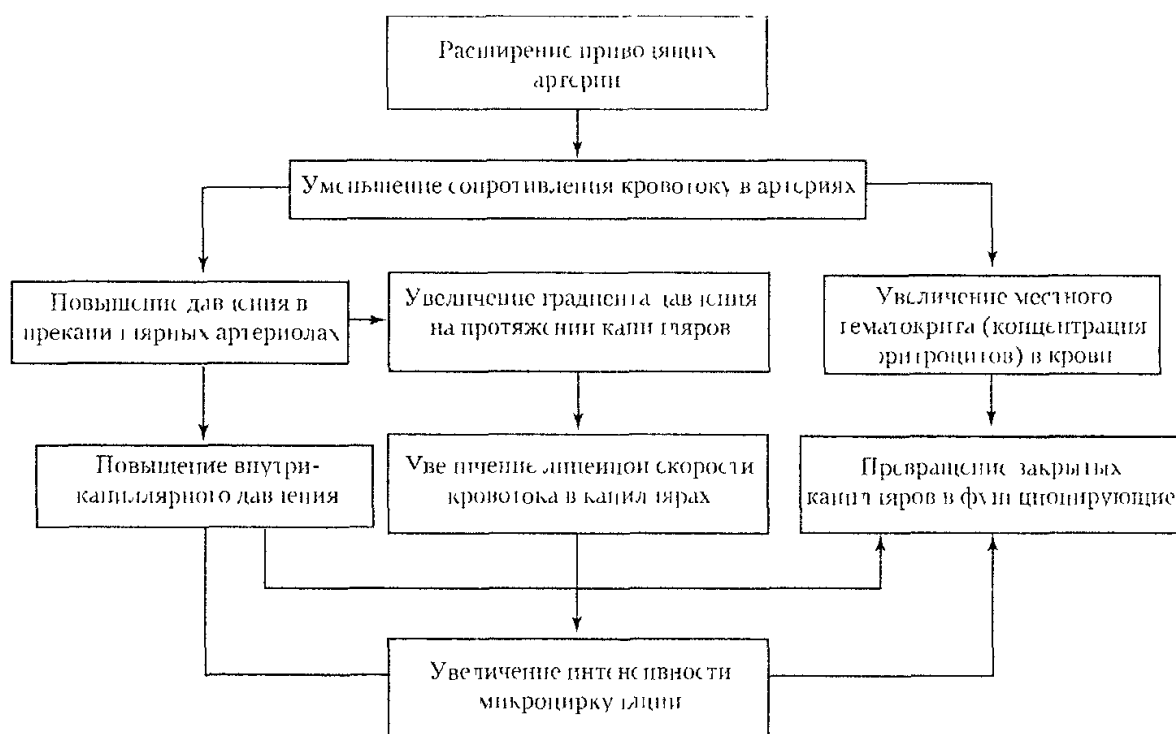 Расширение приводящих
артерий
Уменьшение сопротивления кровотоку в артериях
Повышение давления в
прекапиллярных артериолах
Увеличение градиента давления
на протяжении капилляров
Увеличение местного
гематокрита (концентрация
эритроцитов) в крови
Повышение внутри-
капиллярного давления
Увеличение линейной скорости
кровотока в капиллярах
Превращение закрытых
капилляров в функционирующие
Увеличение интенсивности
микроциркуляции